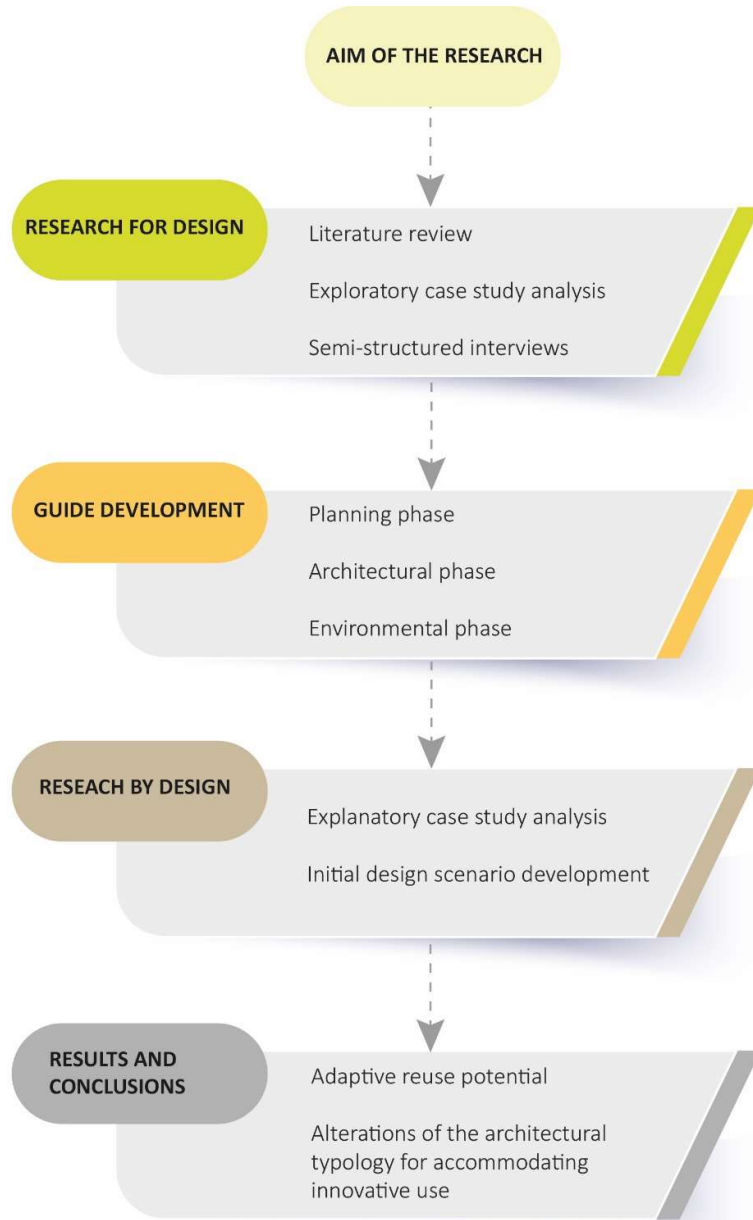 AIM OF THE RESEARCH
RESEARCH FOR DESIGN
Literature review
Exploratory case study analysis
Semi-structured interviews
GUIDE DEVELOPMENT
Planning phase
Architectural phase
Environmental phase
RESEACH BY DESIGN
Explanatory case study analysis
Initial design scenario development
RESULTS AND
CONCLUSIONS
Adaptive reuse potential
Alterations of the architectural
typology for accommodating
innovative use